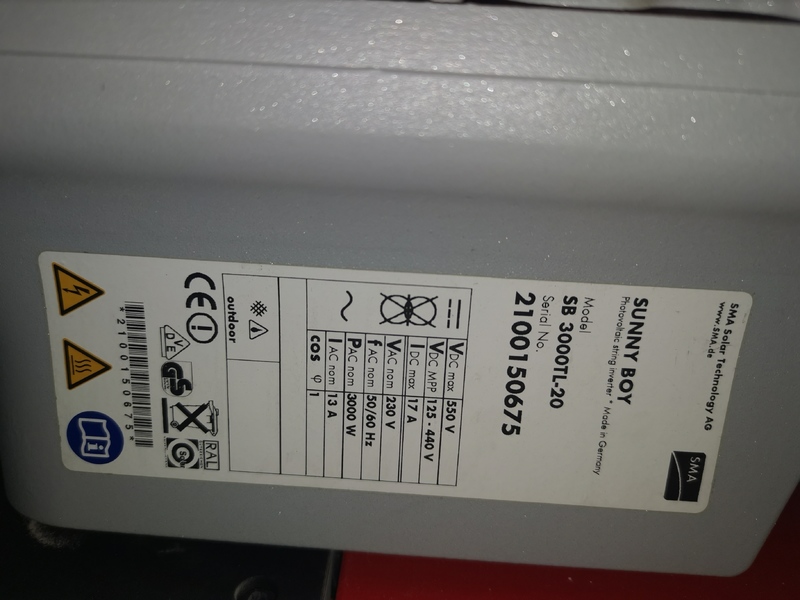 SMA Solar Technology AG
www.SMA.de
SMA
SUNNY BOY
Photovoltaic string inverter * Made in Germany
Model
SB 3000TL-20
Serial No.
2100150675
VDC max 550 V
VDC MPP 125 - 440 V
IDC max 17 A
VAC nom 230 V
fAC nom 50/60 Hz
PAC nom 3000 W
IAC nom 13 A
cos φ 1
outdoor
CE
VDE
GS
RAL
*2100150675*